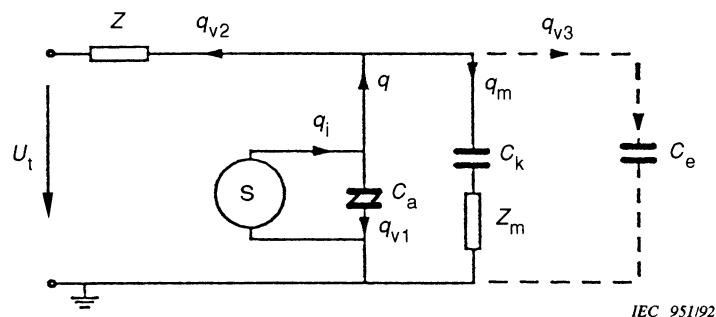 Z
q_v2
q_v3
q
q_m
q_i
U_t
S
C_a
C_k
C_e
q_v1
Z_m
IEC 951/92